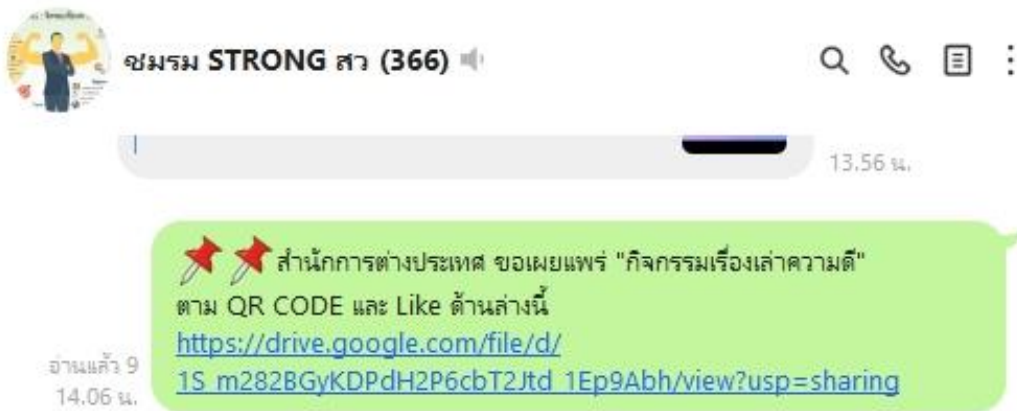 ชมรม STRONG สว (366)
13.56 น.
สำนักการต่างประเทศ ขอเผยแพร่ "กิจกรรมเรื่องเล่าความดี"
ตาม QR CODE และ Like ด้านล่างนี้
https://drive.google.com/file/d/
1S_m282BGyKDPdH2P6cbT2Jtd_1Ep9Abh/view?usp=sharing
อ่านแล้ว 9
14.06 น.